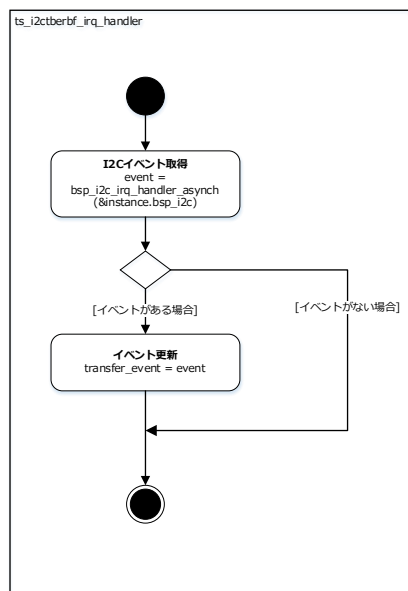 ts_i2ctberbf_irq_handler
I2Cイベント取得
event =
bsp_i2c_irq_handler_asynch
(&instance.bsp_i2c)
[イベントがある場合]
[イベントがない場合]
イベント更新
transfer_event = event